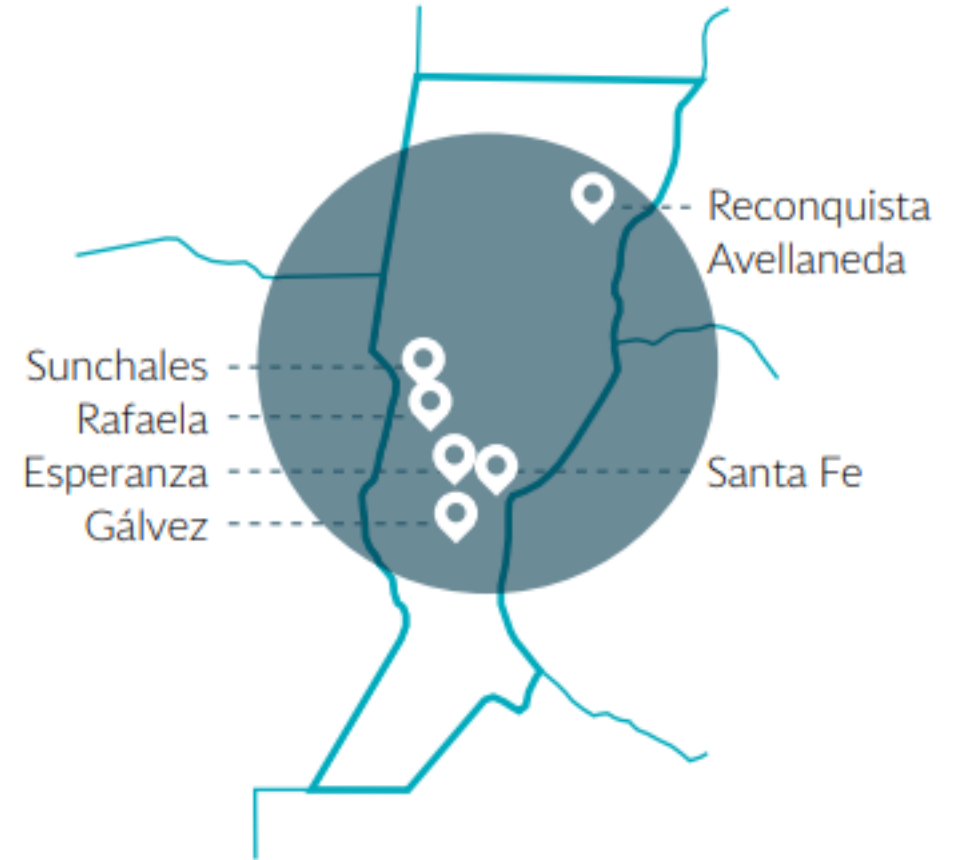 Reconquista
Avellaneda
Sunchales
Rafaela
Esperanza
Santa Fe
Gálvez